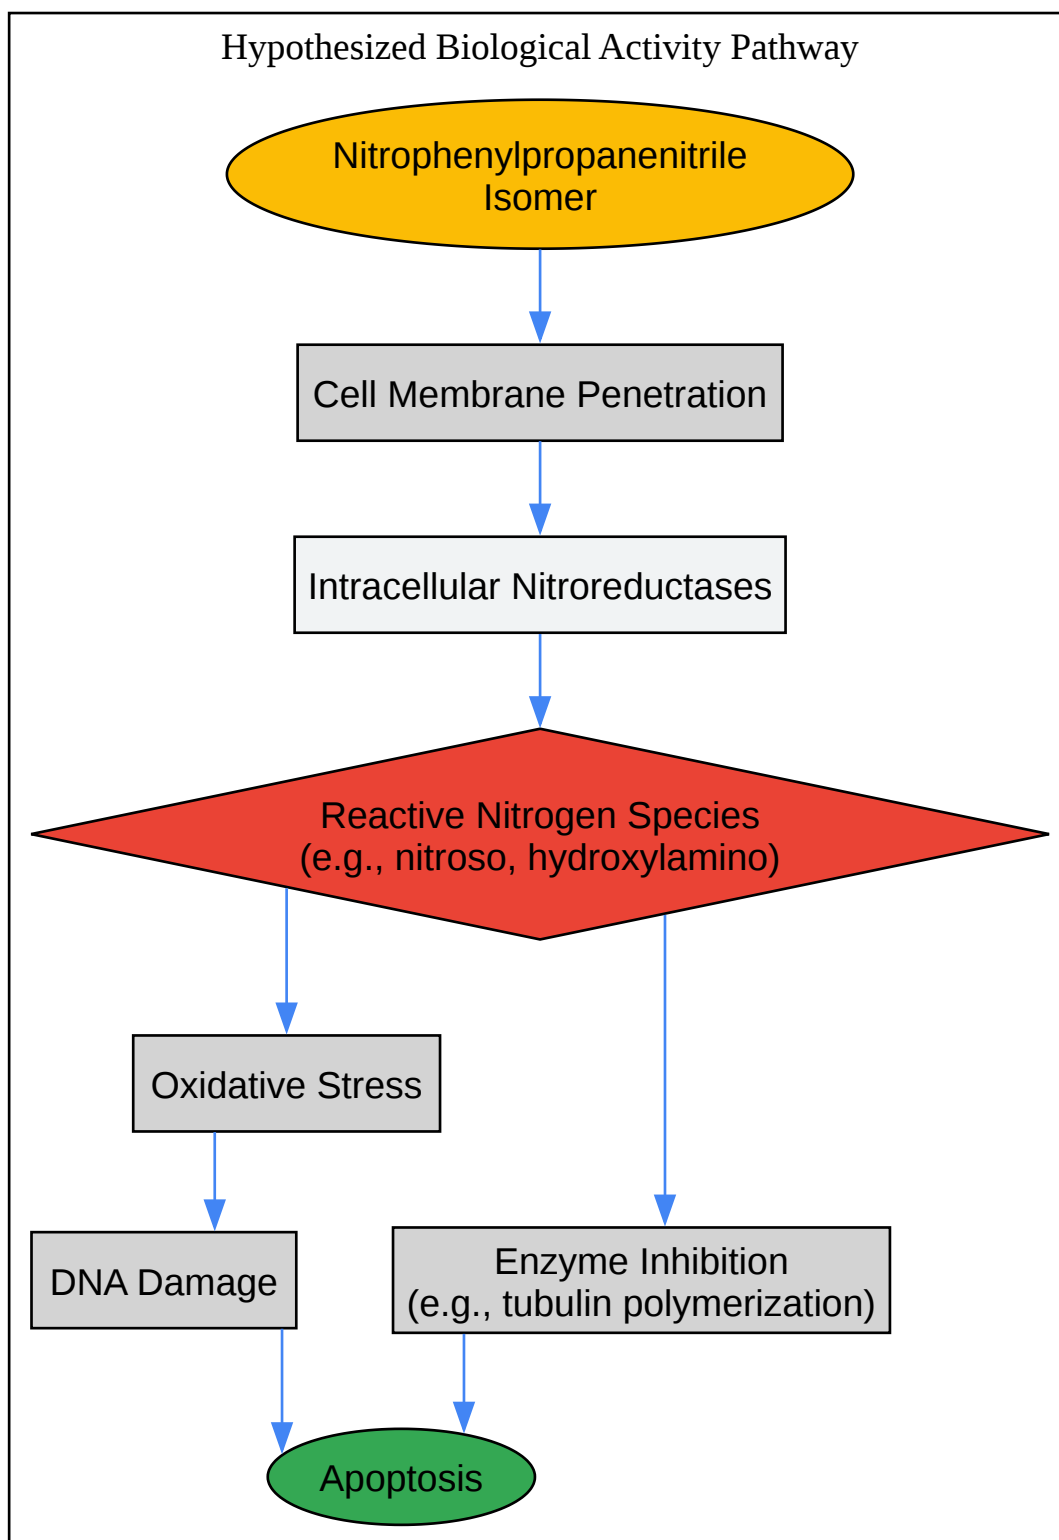 Hypothesized Biological Activity Pathway
Nitrophenylpropanenitrile
Isomer
Cell Membrane Penetration
Intracellular Nitroreductases
Reactive Nitrogen Species
(e.g., nitroso, hydroxylamino)
Oxidative Stress
DNA Damage
Enzyme Inhibition
(e.g., tubulin polymerization)
Apoptosis